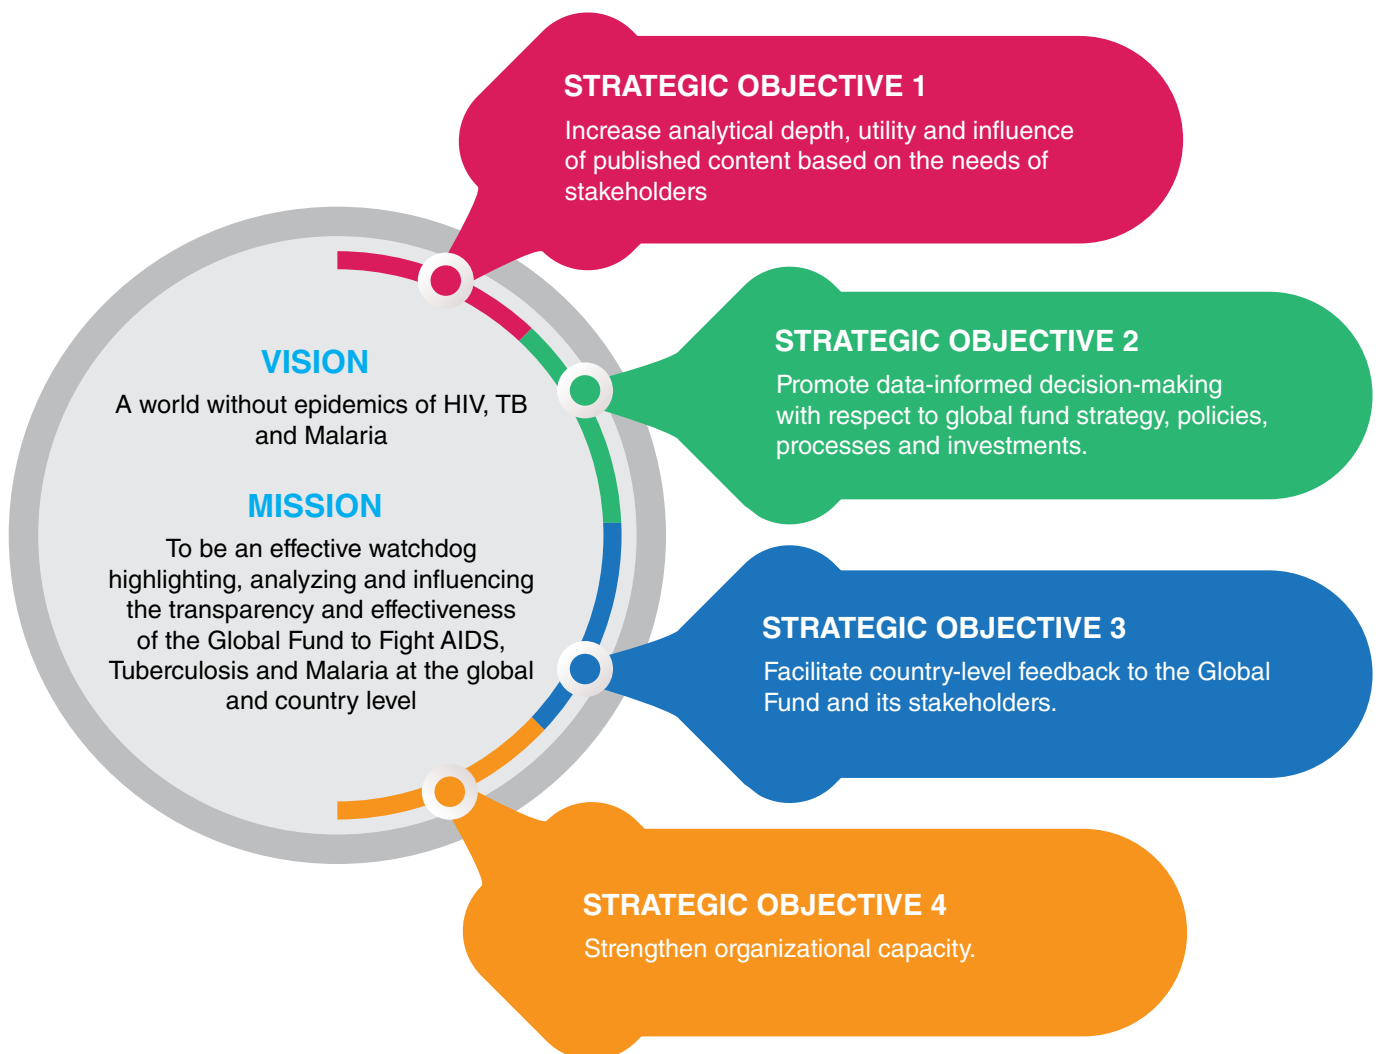 STRATEGIC OBJECTIVE 1
Increase analytical depth, utility and influence
of published content based on the needs of
stakeholders
STRATEGIC OBJECTIVE 2
Promote data-informed decision-making
with respect to global fund strategy, policies,
processes and investments.
VISION
A world without epidemics of HIV, TB
and Malaria
MISSION
To be an effective watchdog
highlighting, analyzing and influencing
the transparency and effectiveness
of the Global Fund to Fight AIDS,
Tuberculosis and Malaria at the global
and country level
STRATEGIC OBJECTIVE 3
Facilitate country-level feedback to the Global
Fund and its stakeholders.
STRATEGIC OBJECTIVE 4
Strengthen organizational capacity.